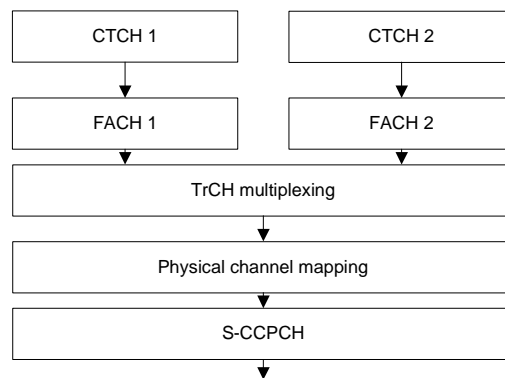 CTCH 1
CTCH 2
FACH 1
FACH 2
TrCH multiplexing
Physical channel mapping
S-CCPCH